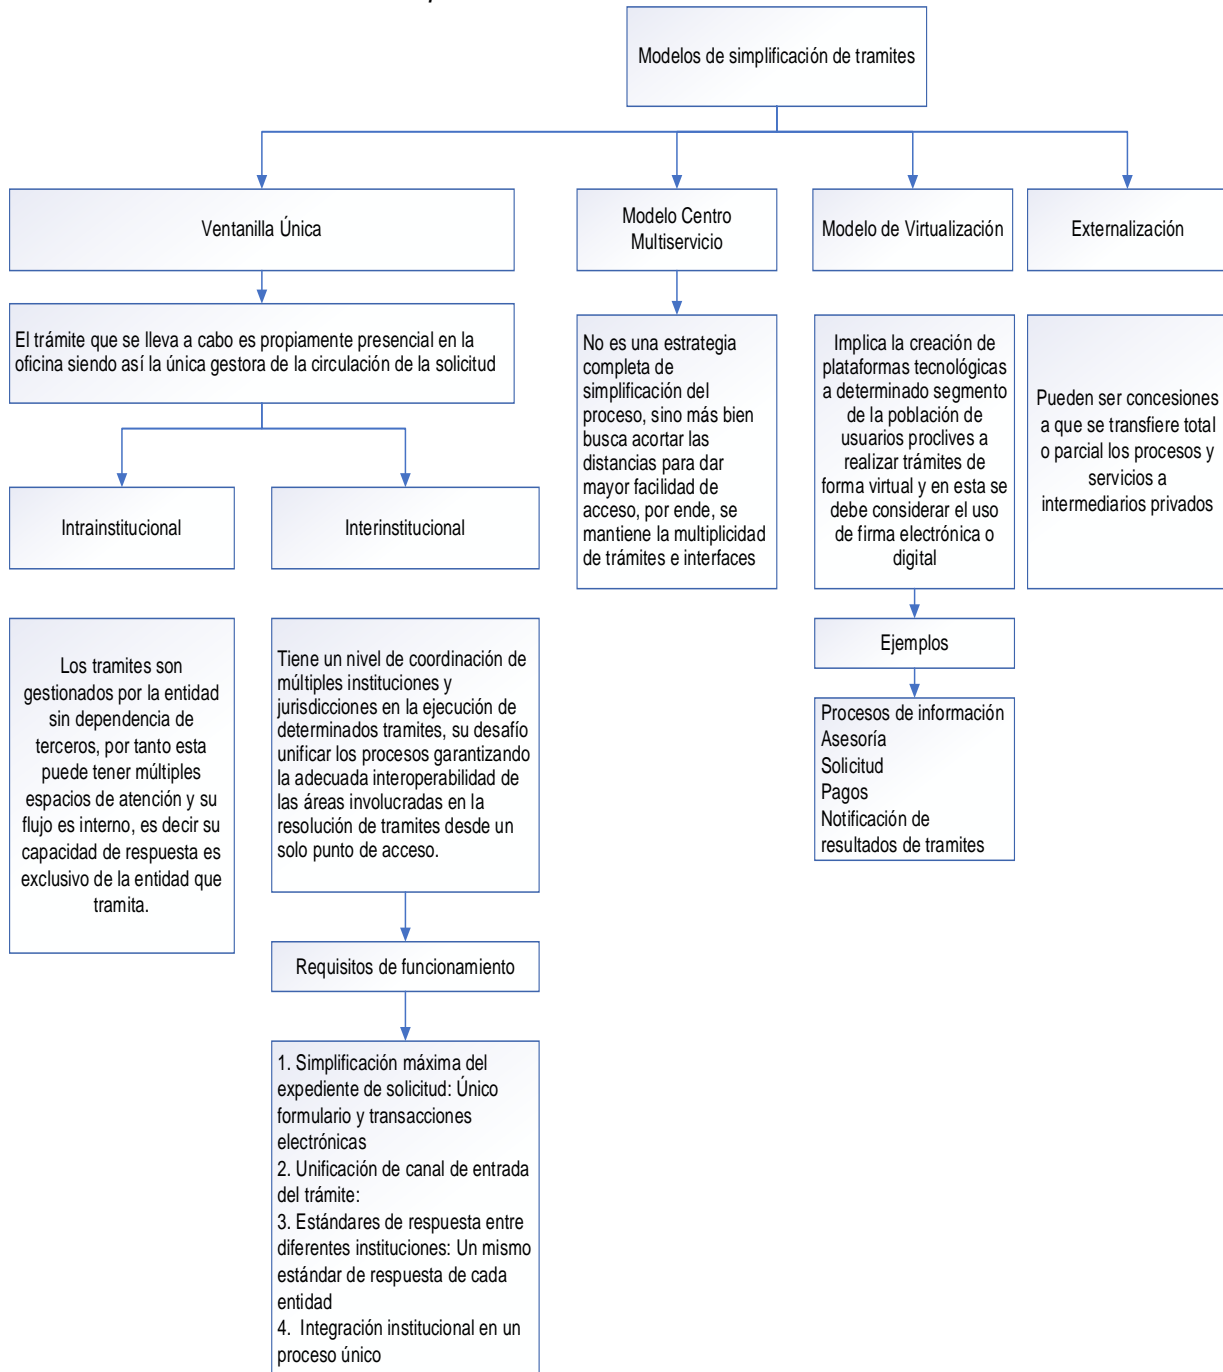 Modelos de simplificación de tramites
Ventanilla Única
Modelo Centro
Multiservicio
Modelo de Virtualización
Externalización
El trámite que se lleva a cabo es propiamente presencial en la
oficina siendo así la única gestora de la circulación de la solicitud
No es una estrategia
completa de
simplificación del
proceso, sino más bien
busca acortar las
distancias para dar
mayor facilidad de
acceso, por ende, se
mantiene la multiplicidad
de trámites e interfaces
Implica la creación de
plataformas tecnológicas
a determinado segmento
de la población de
usuarios proclives a
realizar trámites de
forma virtual y en esta se
debe considerar el uso
de firma electrónica o
digital
Pueden ser concesiones
a que se transfiere total
o parcial los procesos y
servicios a
intermediarios privados
Intrainstitucional
Interinstitucional
Los tramites son
gestionados por la entidad
sin dependencia de
terceros, por tanto esta
puede tener múltiples
espacios de atención y su
flujo es interno, es decir su
capacidad de respuesta es
exclusivo de la entidad que
tramita.
Tiene un nivel de coordinación de
múltiples instituciones y
jurisdicciones en la ejecución de
determinados tramites, su desafío
unificar los procesos garantizando
la adecuada interoperabilidad de
las áreas involucradas en la
resolución de tramites desde un
solo punto de acceso.
Ejemplos
Procesos de información
Asesoría
Solicitud
Pagos
Notificación de
resultados de tramites
Requisitos de funcionamiento
1. Simplificación máxima del
expediente de solicitud: Único
formulario y transacciones
electrónicas
2. Unificación de canal de entrada
del trámite:
3. Estándares de respuesta entre
diferentes instituciones: Un mismo
estándar de respuesta de cada
entidad
4. Integración institucional en un
proceso único